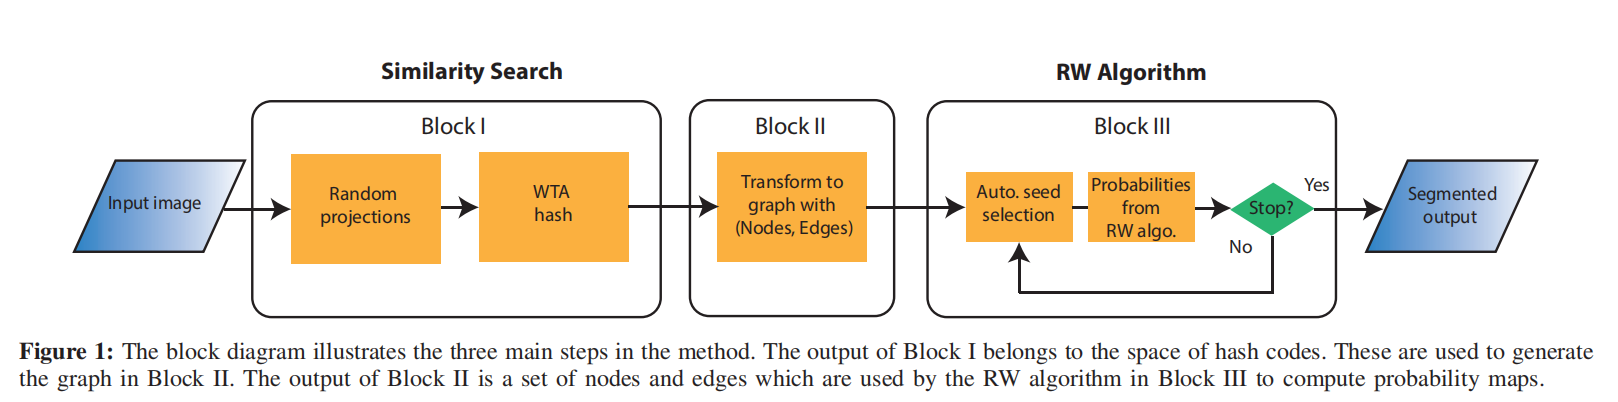 Similarity Search
RW Algorithm
Block I
Block II
Block III
Input image
Random
projections
WTA
hash
Transform to
graph with
(Nodes, Edges)
Auto. seed
selection
Probabilities
from
RW algo.
Stop?
Yes
No
Segmented
output
Figure 1: The block diagram illustrates the three main steps in the method. The output of Block I belongs to the space of hash codes. These are used to generate
the graph in Block II. The output of Block II is a set of nodes and edges which are used by the RW algorithm in Block III to compute probability maps.